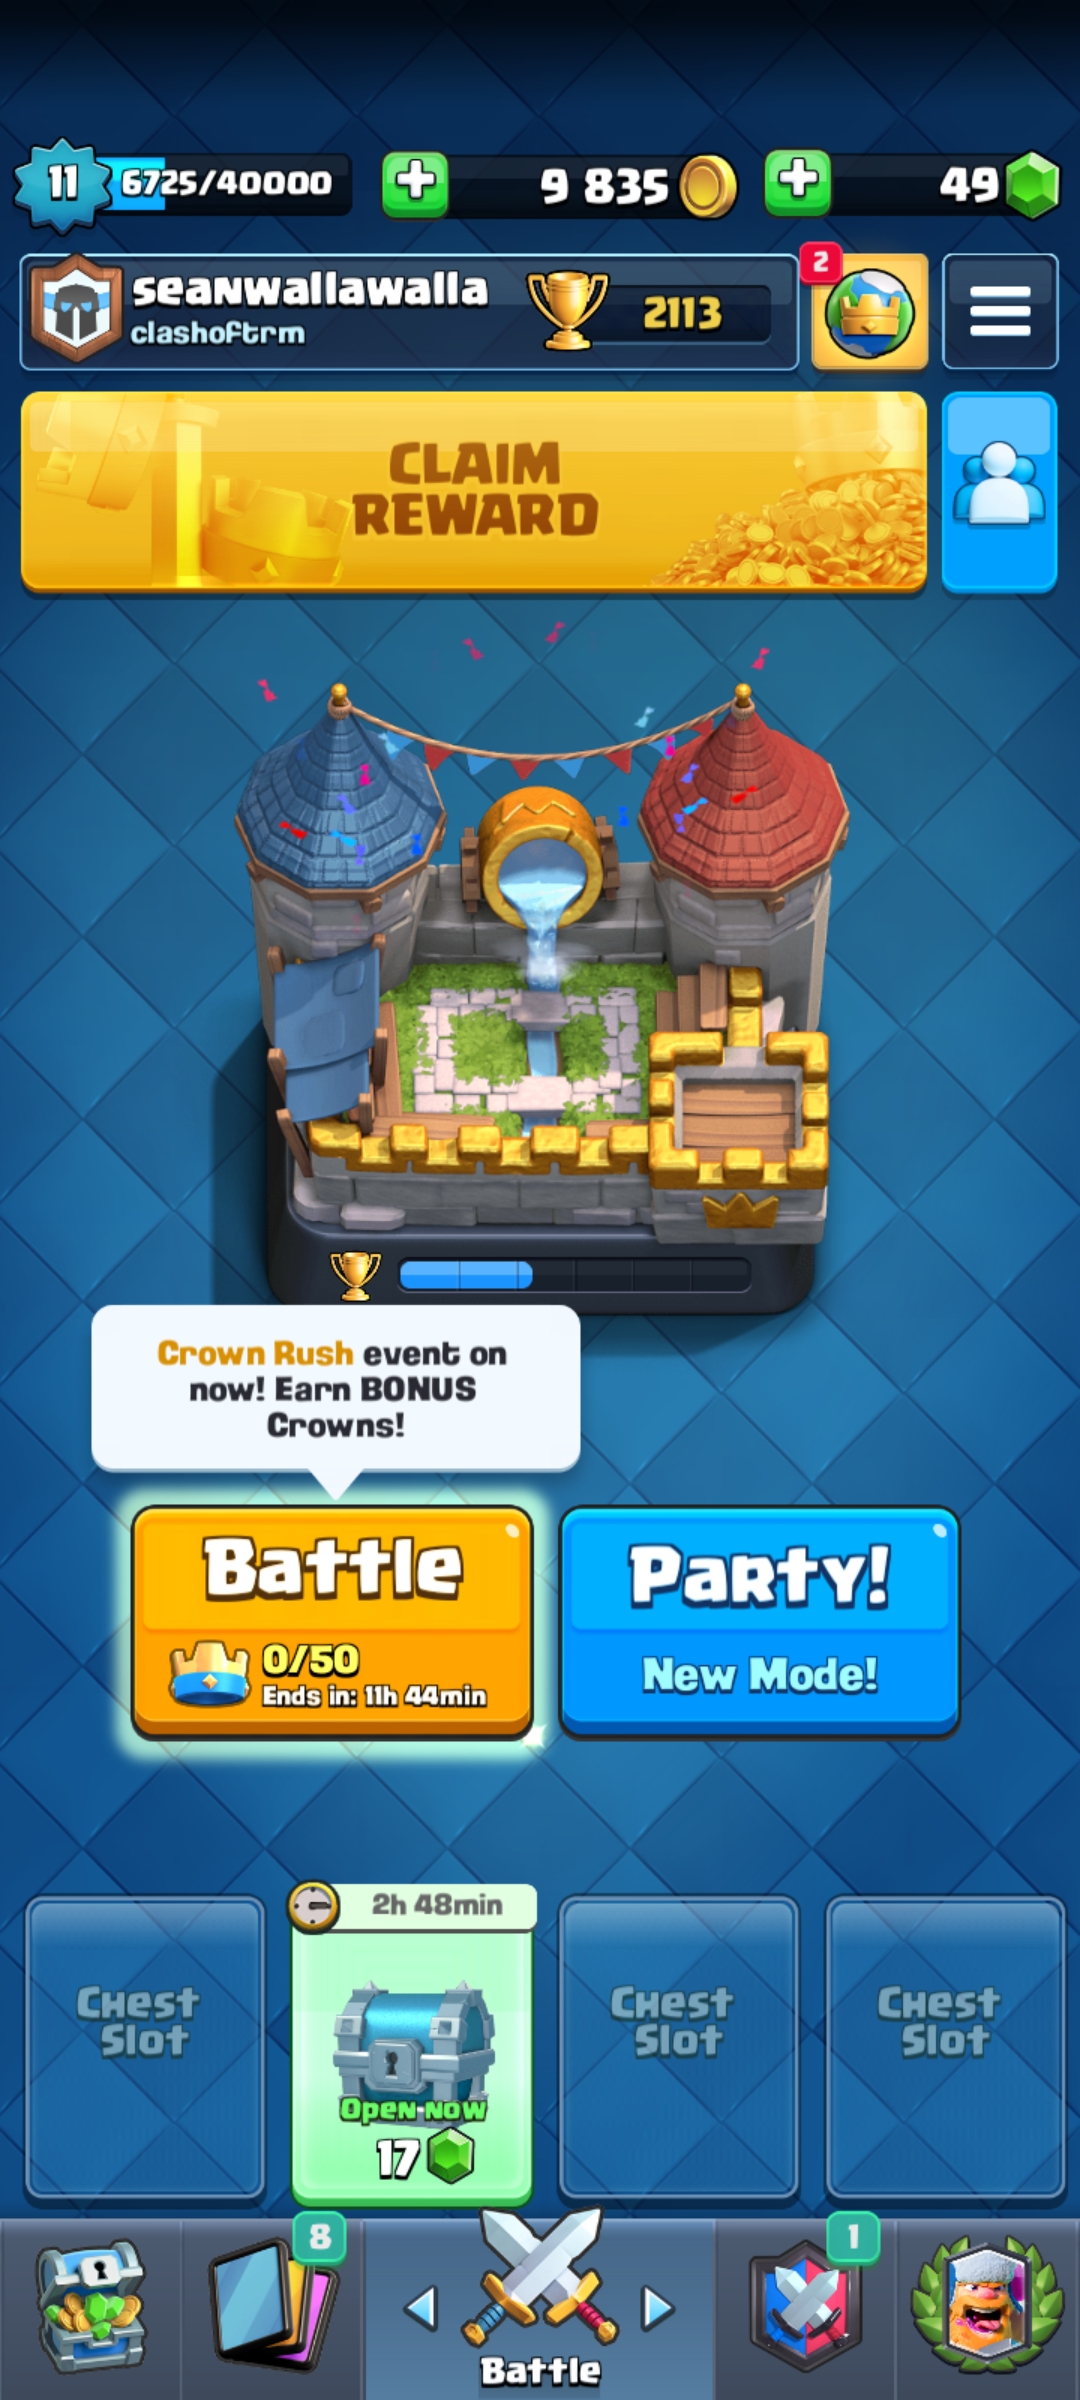 11
6725/40000
9 835
49
seanwallawalla
clashoftrm
2113
2
CLAIM
REWARD
Crown Rush event on
now! Earn BONUS
Crowns!
Battle
0/50
Ends in: 11h 44min
Party!
New Mode!
Chest
Slot
2h 48min
Open now
17
Chest
Slot
Chest
Slot
8
1
Battle